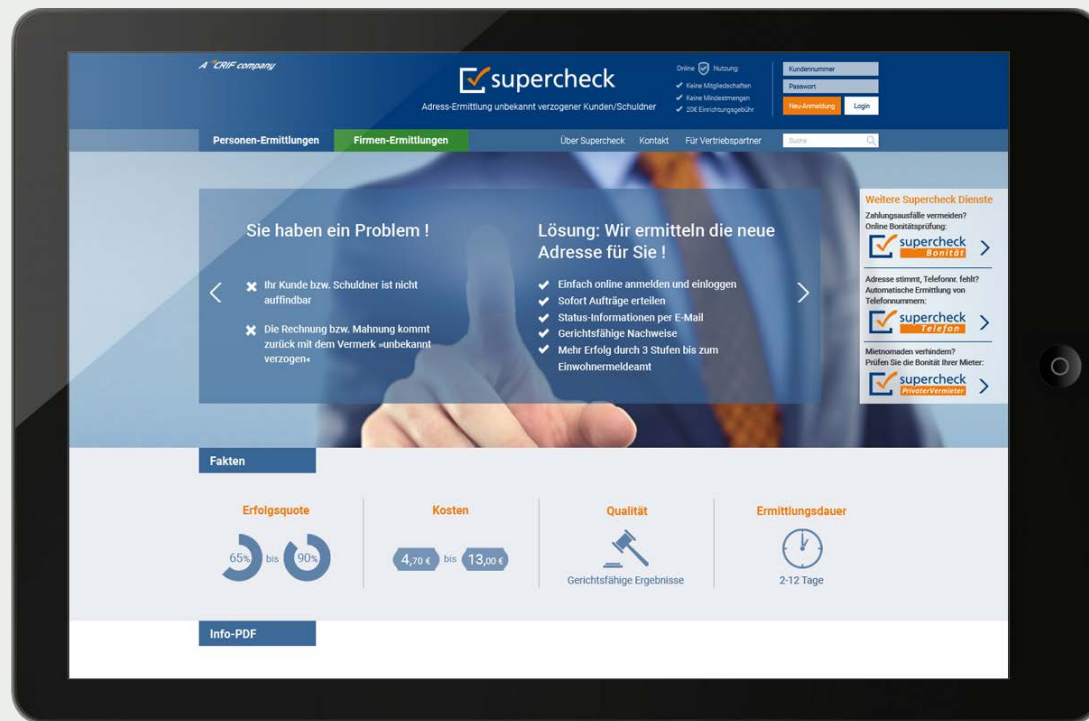 A CRIF company
supercheck
Adress-Ermittlung unbekannt verzogener Kunden/Schuldner
Online Nutzung:
Keine Mitgliedschaften
Keine Mindestmengen
20€ Einrichtungsgebühr
Kundennummer
Passwort
Neu-Anmeldung
Login
Personen-Ermittlungen
Firmen-Ermittlungen
Über Supercheck
Kontakt
Für Vertriebspartner
Suche
Sie haben ein Problem !
Ihr Kunde bzw. Schuldner ist nicht
auffindbar
Die Rechnung bzw. Mahnung kommt
zurück mit dem Vermerk »unbekannt
verzogen«
Lösung: Wir ermitteln die neue
Adresse für Sie !
Einfach online anmelden und einloggen
Sofort Aufträge erteilen
Status-Informationen per E-Mail
Gerichtsfähige Nachweise
Mehr Erfolg durch 3 Stufen bis zum
Einwohnermeldeamt
Weitere Supercheck Dienste
Zahlungsausfälle vermeiden?
Online Bonitätsprüfung:
supercheck
Bonität
Adresse stimmt, Telefonnr. fehlt?
Automatische Ermittlung von
Telefonnummern:
supercheck
Telefon
Mietnomaden verhindern?
Prüfen Sie die Bonität Ihrer Mieter:
supercheck
PrivaterVermieter
Fakten
Erfolgsquote
65% bis 90%
Kosten
4,70 € bis 13,00 €
Qualität
Gerichtsfähige Ergebnisse
Ermittlungsdauer
2-12 Tage
Info-PDF